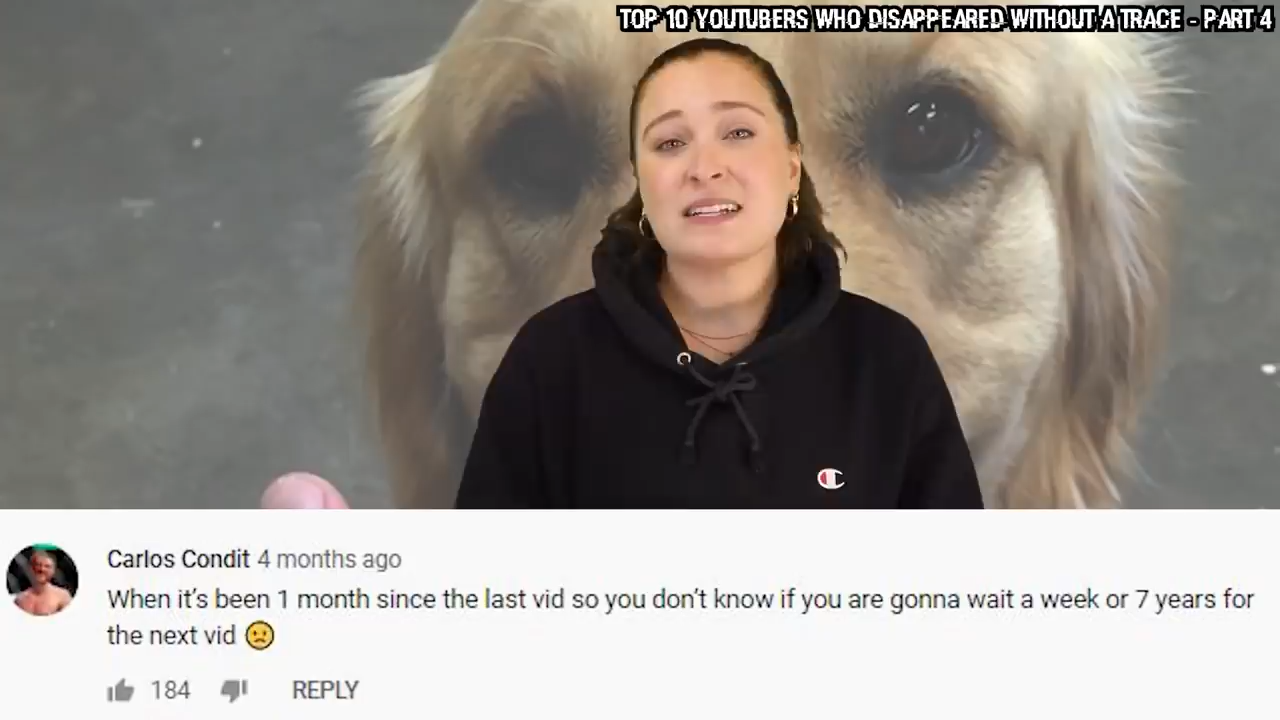 TOP 10 YOUTUBERS WHO DISAPPEARED WITHOUT A TRACE - PART 4
Carlos Condit 4 months ago
When it’s been 1 month since the last vid so you don’t know if you are gonna wait a week or 7 years for
the next vid 😟
184 REPLY